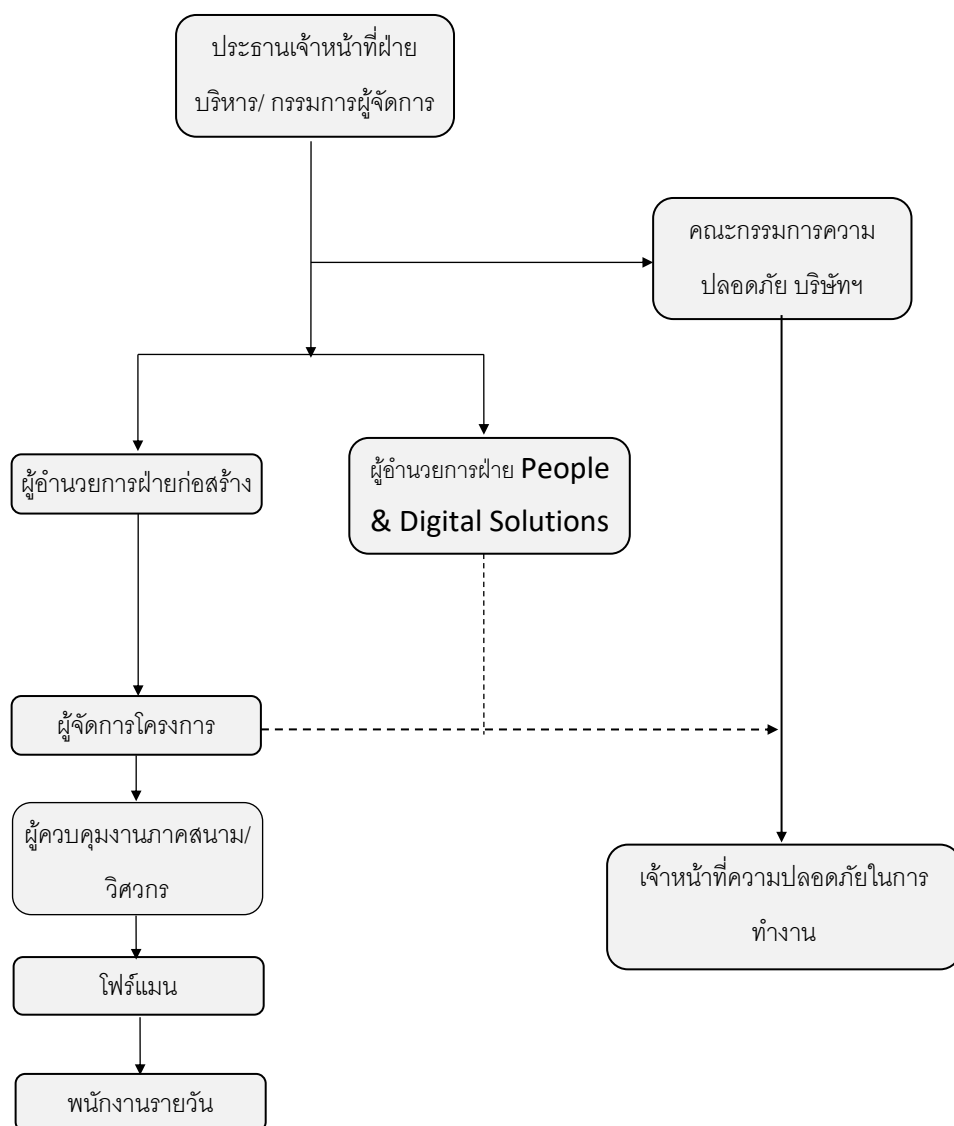 ประธานเจ้าหน้าที่ฝ่าย
บริหาร/ กรรมการผู้จัดการ
คณะกรรมการความ
ปลอดภัย บริษัทฯ
ผู้อำนวยการฝ่ายก่อสร้าง
ผู้อำนวยการฝ่าย People
& Digital Solutions
ผู้จัดการโครงการ
ผู้ควบคุมงานภาคสนาม/
วิศวกร
เจ้าหน้าที่ความปลอดภัยในการ
ทำงาน
โฟร์แมน
พนักงานรายวัน